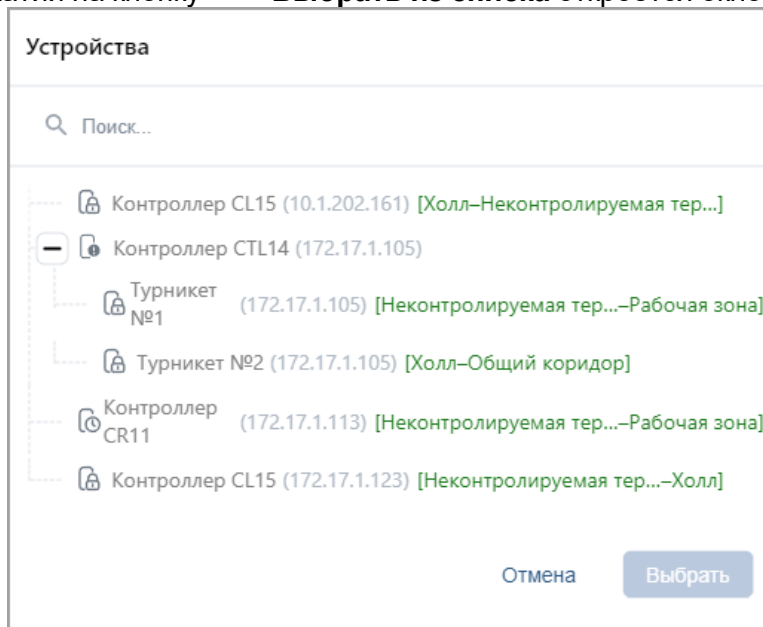 Устройства
Поиск...
Контроллер CL15 (10.1.202.161) [Холл–Неконтролируемая тер...]
Контроллер CTL14 (172.17.1.105)
Турникет №1 (172.17.1.105) [Неконтролируемая тер...–Рабочая зона]
Турникет №2 (172.17.1.105) [Холл–Общий коридор]
Контроллер CR11 (172.17.1.113) [Неконтролируемая тер...–Рабочая зона]
Контроллер CL15 (172.17.1.123) [Неконтролируемая тер...–Холл]
Отмена Выбрать